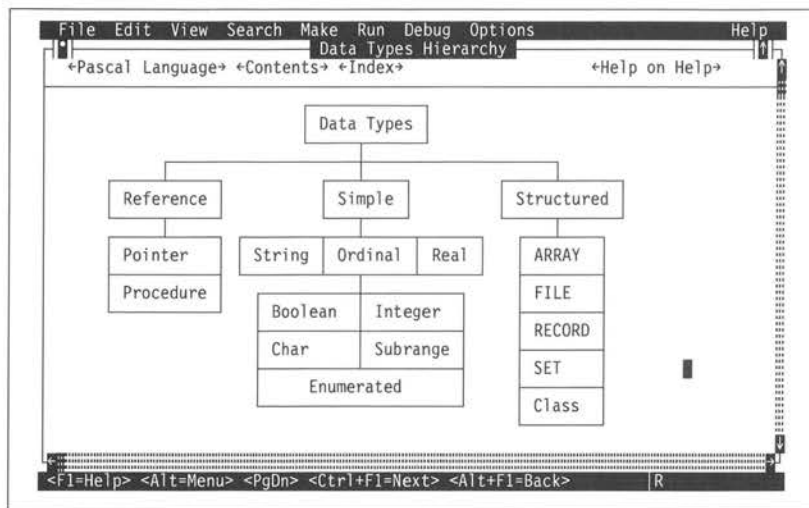 File Edit View Search Make Run Debug Options Help
Data Types Hierarchy
←Pascal Language→ ←Contents→ ←Index→ ←Help on Help→
Data Types
Reference Simple Structured
Pointer String Ordinal Real ARRAY
Procedure FILE
Boolean Integer
RECORD
Char Subrange
SET
Enumerated
Class
<F1=Help> <Alt=Menu> <PgDn> <Ctrl+F1=Next> <Alt+F1=Back> R